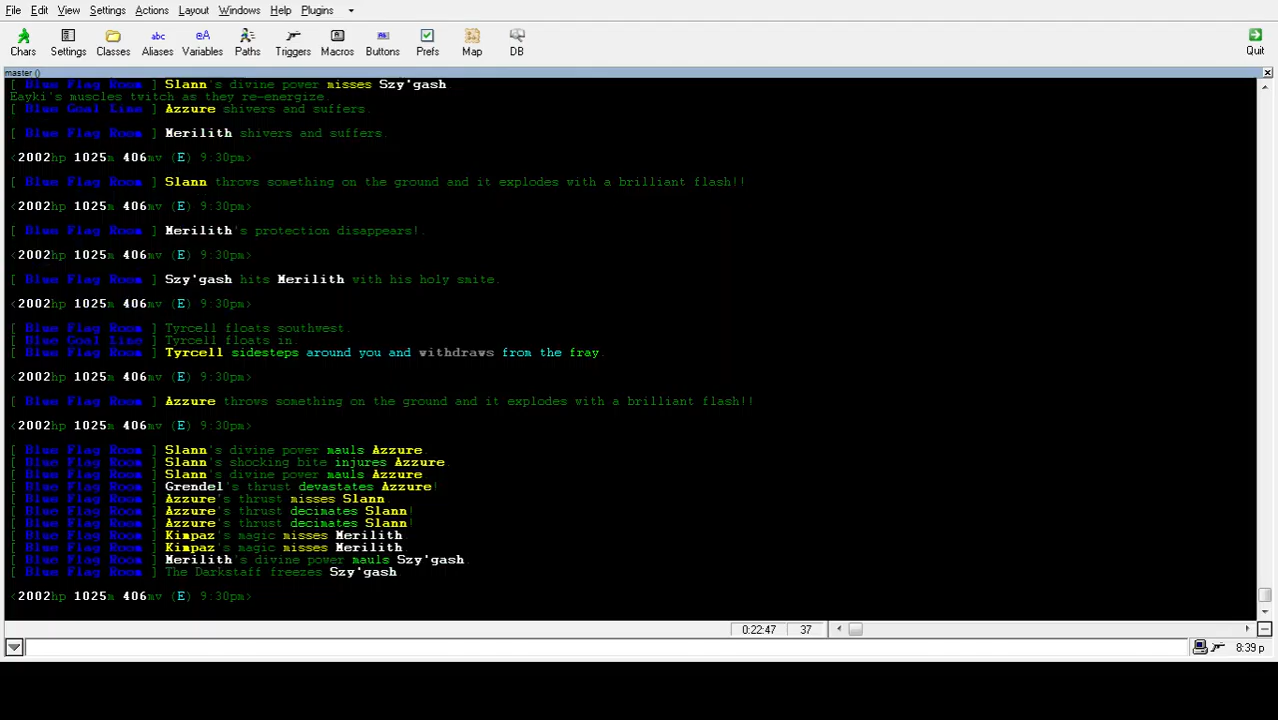 File Edit View Settings Actions Layout Windows Help Plugins
Chars Settings Classes Aliases Variables Paths Triggers Macros Buttons Prefs Map DB Quit
abc eA
master ()
[ Blue Flag Room ] Slann's divine power misses Szy'gash.
Eayki's muscles twitch as they re-energize.
[ Blue Goal Line ] Azzure shivers and suffers.
[ Blue Flag Room ] Merilith shivers and suffers.
<2002hp 1025m 406mv (E) 9:30pm>
[ Blue Flag Room ] Slann throws something on the ground and it explodes with a brilliant flash!!
<2002hp 1025m 406mv (E) 9:30pm>
[ Blue Flag Room ] Merilith's protection disappears!.
<2002hp 1025m 406mv (E) 9:30pm>
[ Blue Flag Room ] Szy'gash hits Merilith with his holy smite.
<2002hp 1025m 406mv (E) 9:30pm>
[ Blue Flag Room ] Tyrcell floats southwest.
[ Blue Goal Line ] Tyrcell floats in.
[ Blue Flag Room ] Tyrcell sidesteps around you and withdraws from the fray.
<2002hp 1025m 406mv (E) 9:30pm>
[ Blue Flag Room ] Azzure throws something on the ground and it explodes with a brilliant flash!!
<2002hp 1025m 406mv (E) 9:30pm>
[ Blue Flag Room ] Slann's divine power mauls Azzure
[ Blue Flag Room ] Slann's shocking bite injures Azzure.
[ Blue Flag Room ] Slann's divine power mauls Azzure
[ Blue Flag Room ] Grendel's thrust devastates Azzure!
[ Blue Flag Room ] Azzure's thrust misses Slann.
[ Blue Flag Room ] Azzure's thrust decimates Slann!
[ Blue Flag Room ] Azzure's thrust decimates Slann!
[ Blue Flag Room ] Kimpaz's magic misses Merilith.
[ Blue Flag Room ] Kimpaz's magic misses Merilith.
[ Blue Flag Room ] Merilith's divine power mauls Szy'gash.
[ Blue Flag Room ] The Darkstaff freezes Szy'gash.
<2002hp 1025m 406mv (E) 9:30pm>
0:22:47 37
8:39 p